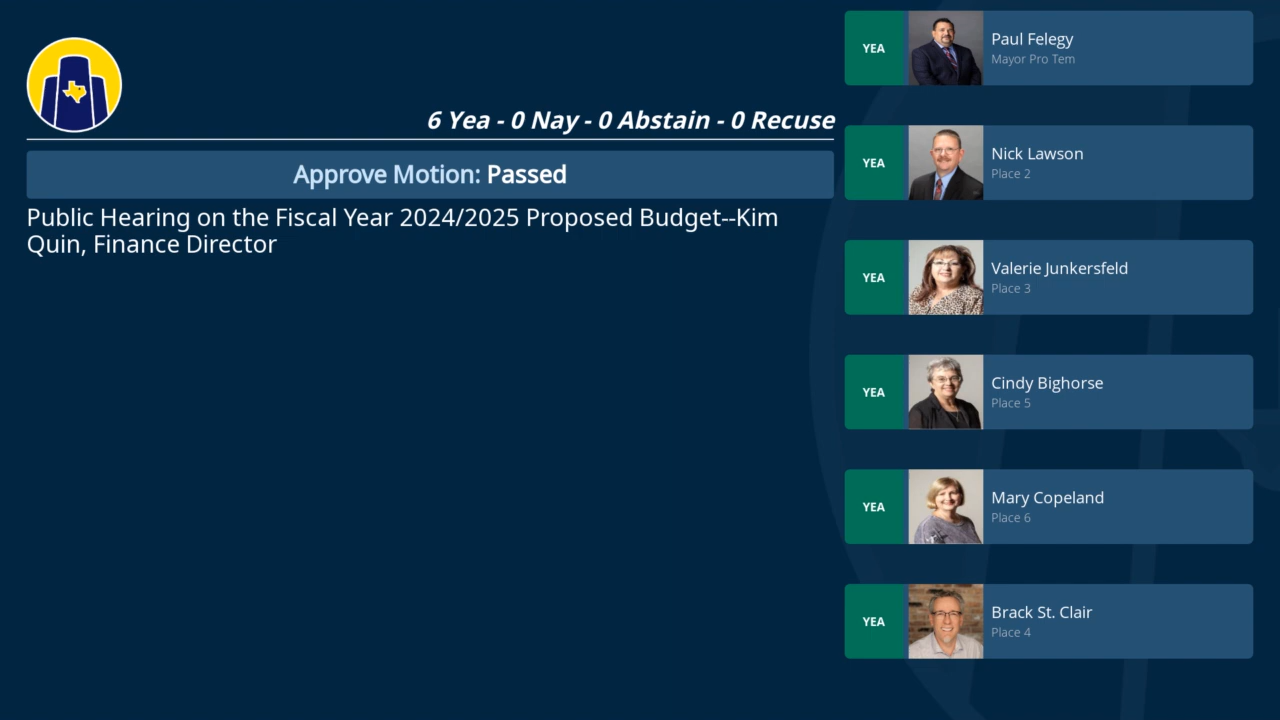 6 Yea - 0 Nay - 0 Abstain - 0 Recuse
Approve Motion: Passed
Public Hearing on the Fiscal Year 2024/2025 Proposed Budget--Kim
Quin, Finance Director
YEA
Paul Felegy
Mayor Pro Tem
YEA
Nick Lawson
Place 2
YEA
Valerie Junkersfeld
Place 3
YEA
Cindy Bighorse
Place 5
YEA
Mary Copeland
Place 6
YEA
Brack St. Clair
Place 4